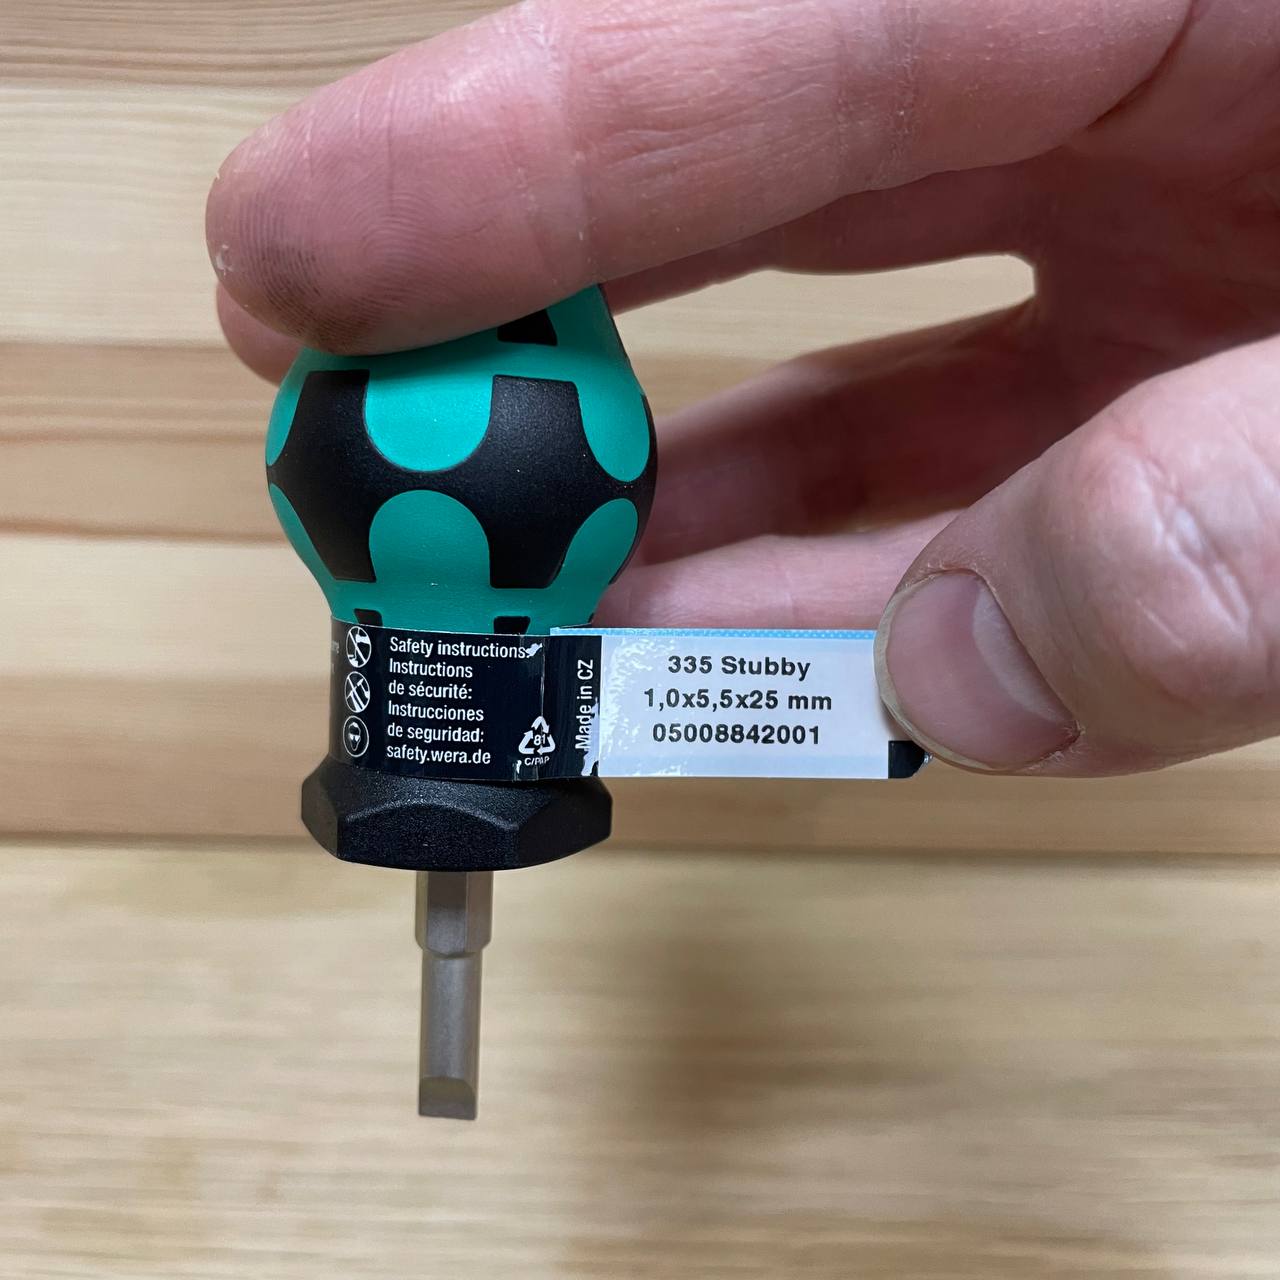 Safety instructions:
Instructions
de sécurité:
Instrucciones
de seguridad:
safety.wera.de
81
C/PAP
Made in CZ
335 Stubby
1,0x5,5x25 mm
05008842001